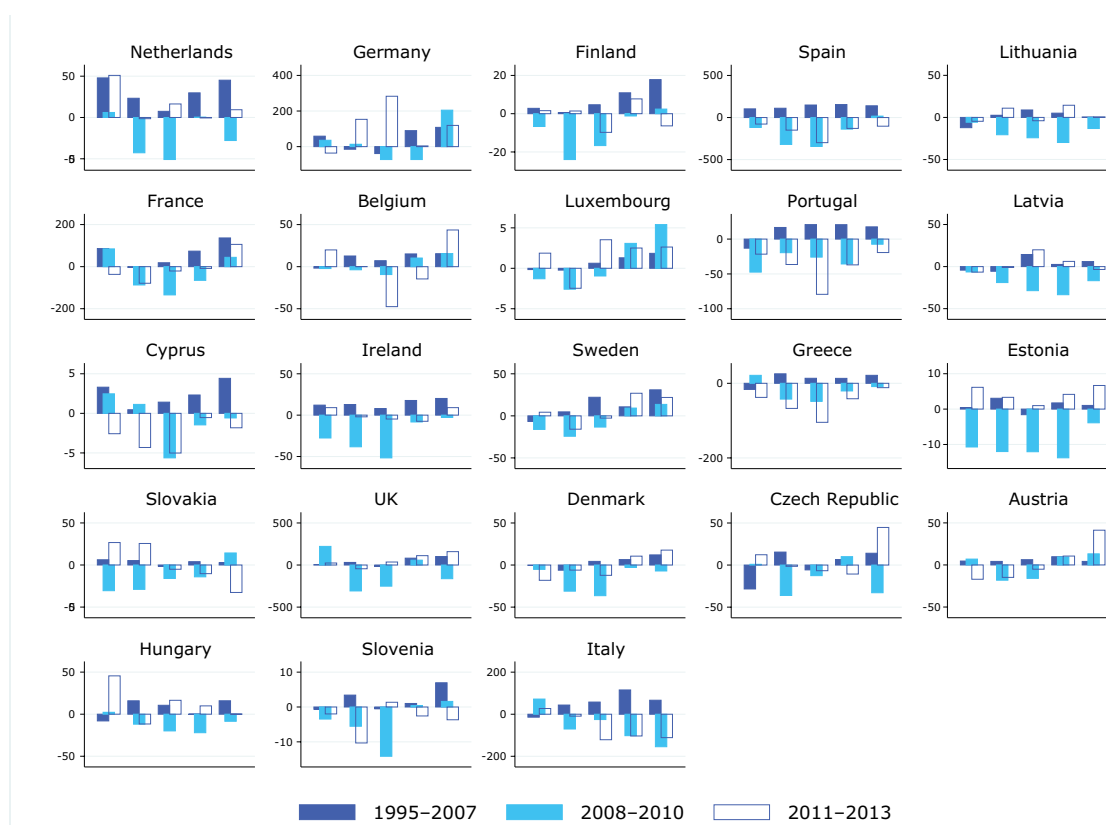 Netherlands Germany Finland Spain Lithuania
50 400 20 500 50
200
0 0 0 0 0
-20 -500 -50
France Belgium Luxembourg Portugal Latvia
200 50 5 0 50
0 0 0 -50 0
-200 -50 -5 -100 -50
Cyprus Ireland Sweden Greece Estonia
5 50 50 0 10
0 0 0 0
-5 -50 -50 -200 -10
Slovakia UK Denmark Czech Republic Austria
50 500 50 50 50
0 0 0 0 0
-500 -50 -50 -50
Hungary Slovenia Italy
50 10 200
0 0 0
-50 -10 -200
1995–2007 2008–2010 2011–2013